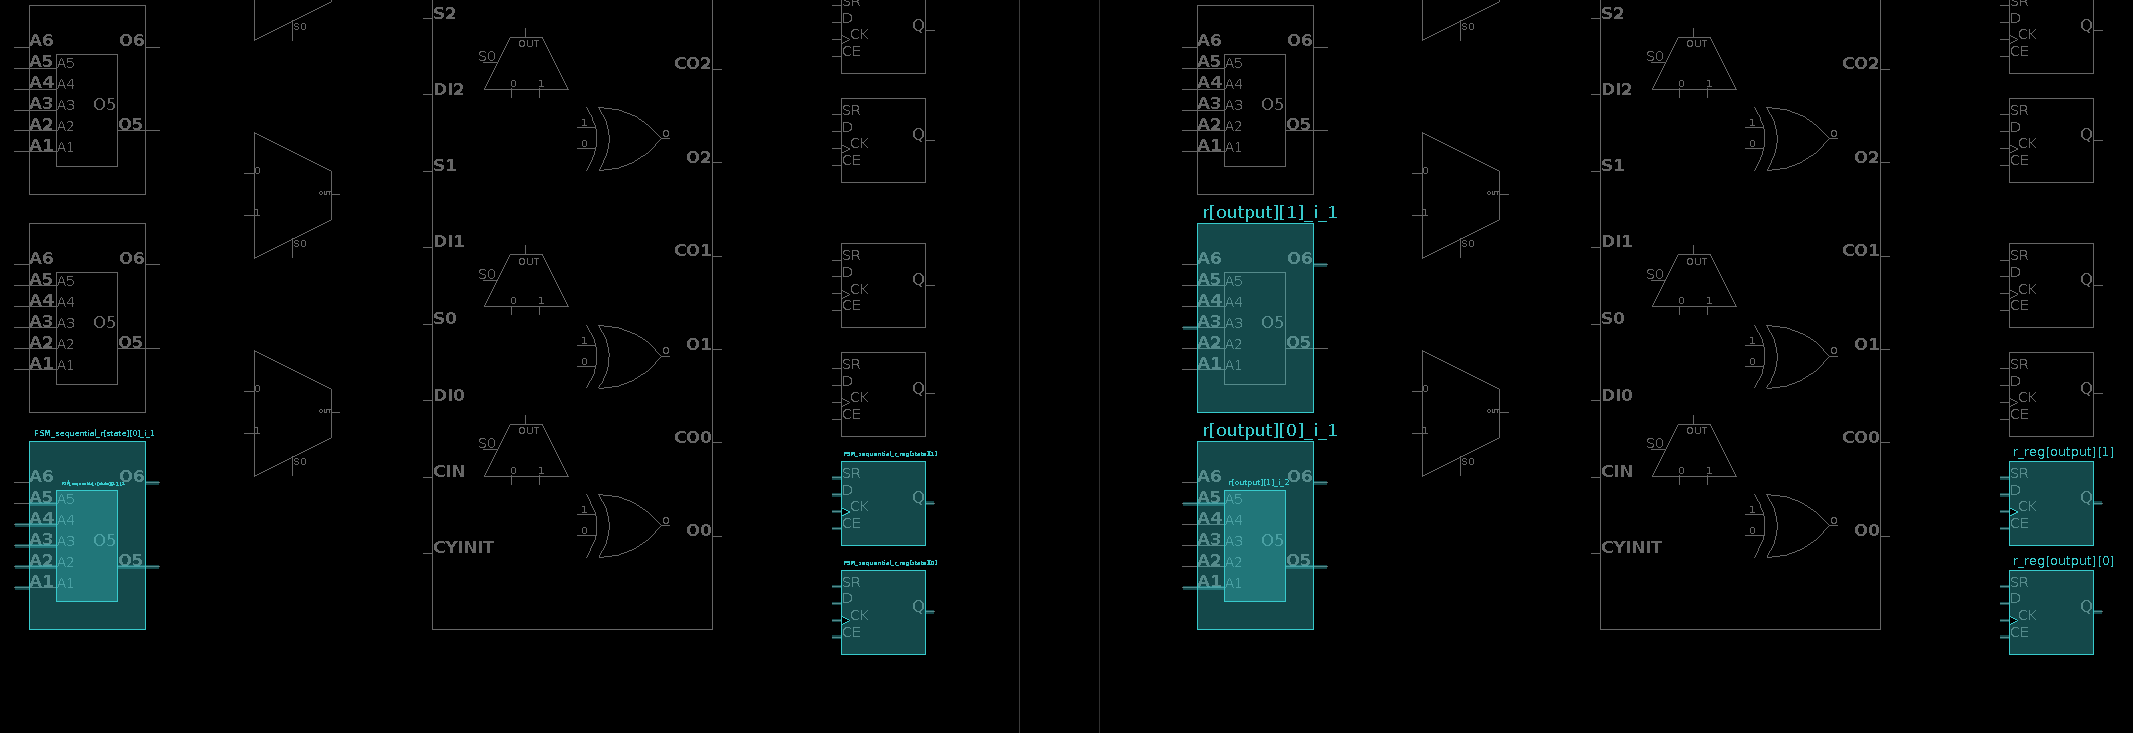 S2
S0
OUT
S0
0 1
SR
D
CK
CE
Q
A6
A5
A4
A3
A2
A1
A5
A4
A3
A2
A1
O5
O6
O5
CO2
DI2
1
0
O
O2
SR
D
CK
CE
Q
S1
0
1
S0
O5
DI1
CO1
OUT
S0
0 1
SR
D
CK
CE
Q
A6
A5
A4
A3
A2
A1
A5
A4
A3
A2
A1
O5
O6
O5
S0
1
0
O
O1
SR
D
CK
CE
Q
0
1
S0
O5
DI0
CO0
OUT
S0
0 1
FSM_sequential_r[state][0]_i_1
A6
A5
A4
A3
A2
A1
A5
A4
A3
A2
A1
O5
O6
O5
CIN
1
0
O
O0
CYINIT
FSM_sequential_r_reg[state][1]
SR
D
CK
CE
Q
FSM_sequential_r_reg[state][0]
SR
D
CK
CE
Q
S2
S0
OUT
S0
0 1
SR
D
CK
CE
Q
A6
A5
A4
A3
A2
A1
A5
A4
A3
A2
A1
O5
O6
O5
CO2
DI2
1
0
O
O2
SR
D
CK
CE
Q
S1
0
1
S0
O5
r[output][1]_i_1
DI1
CO1
OUT
S0
0 1
SR
D
CK
CE
Q
A6
A5
A4
A3
A2
A1
A5
A4
A3
A2
A1
O5
O6
O5
S0
1
0
O
O1
SR
D
CK
CE
Q
0
1
S0
O5
DI0
CO0
OUT
S0
0 1
r[output][0]_i_1
A6
A5
A4
A3
A2
A1
r[output][1]_i_2
A5
A4
A3
A2
A1
O5
O6
O5
CIN
1
0
O
O0
CYINIT
r_reg[output][1]
SR
D
CK
CE
Q
r_reg[output][0]
SR
D
CK
CE
Q